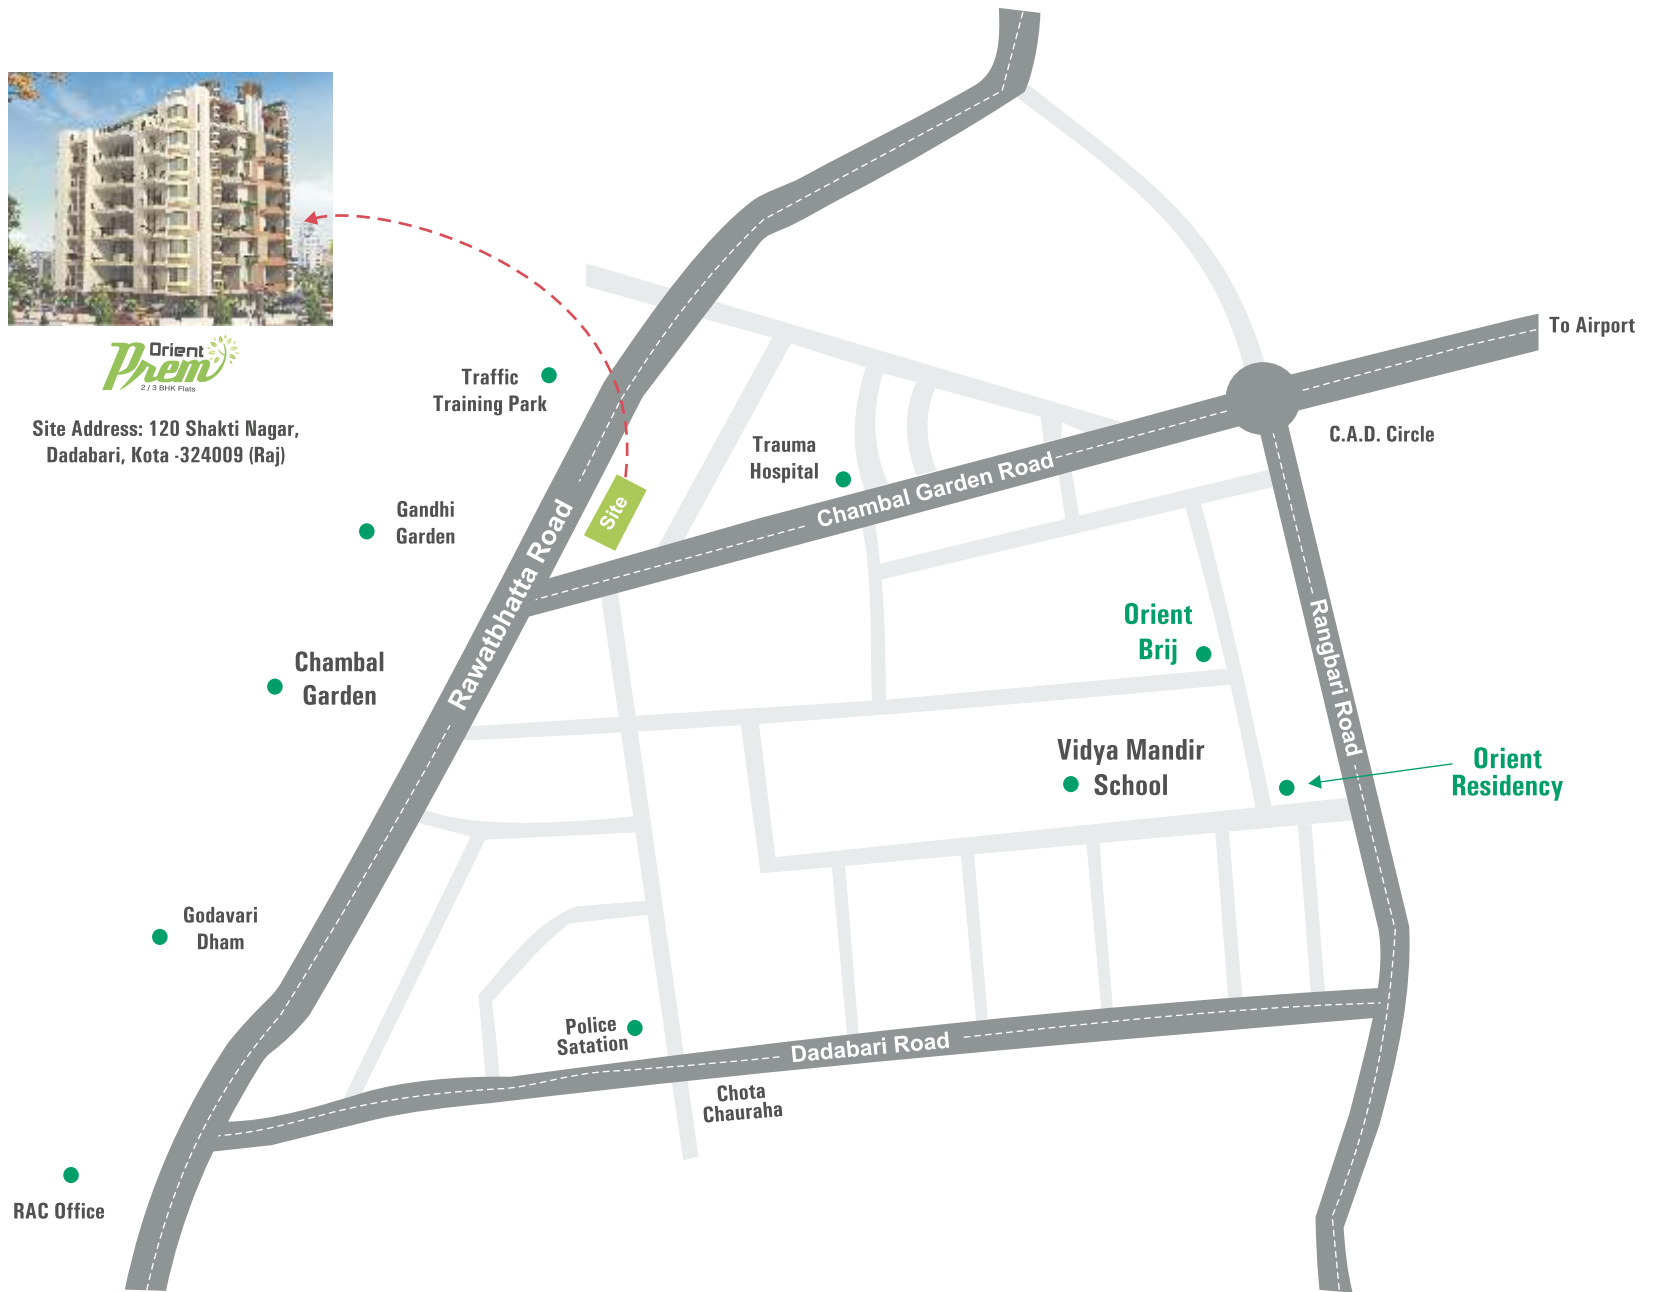 Orient
Prem
2 / 3 BHK Flats
Site Address: 120 Shakti Nagar,
Dadabari, Kota -324009 (Raj)
Traffic
Training Park
Gandhi
Garden
Chambal
Garden
Godavari
Dham
RAC Office
Rawatbhatta Road
Site
Trauma
Hospital
Chambal Garden Road
To Airport
C.A.D. Circle
Rangbari Road
Orient
Brij
Vidya Mandir
School
Orient
Residency
Police
Satation
Dadabari Road
Chota
Chauraha